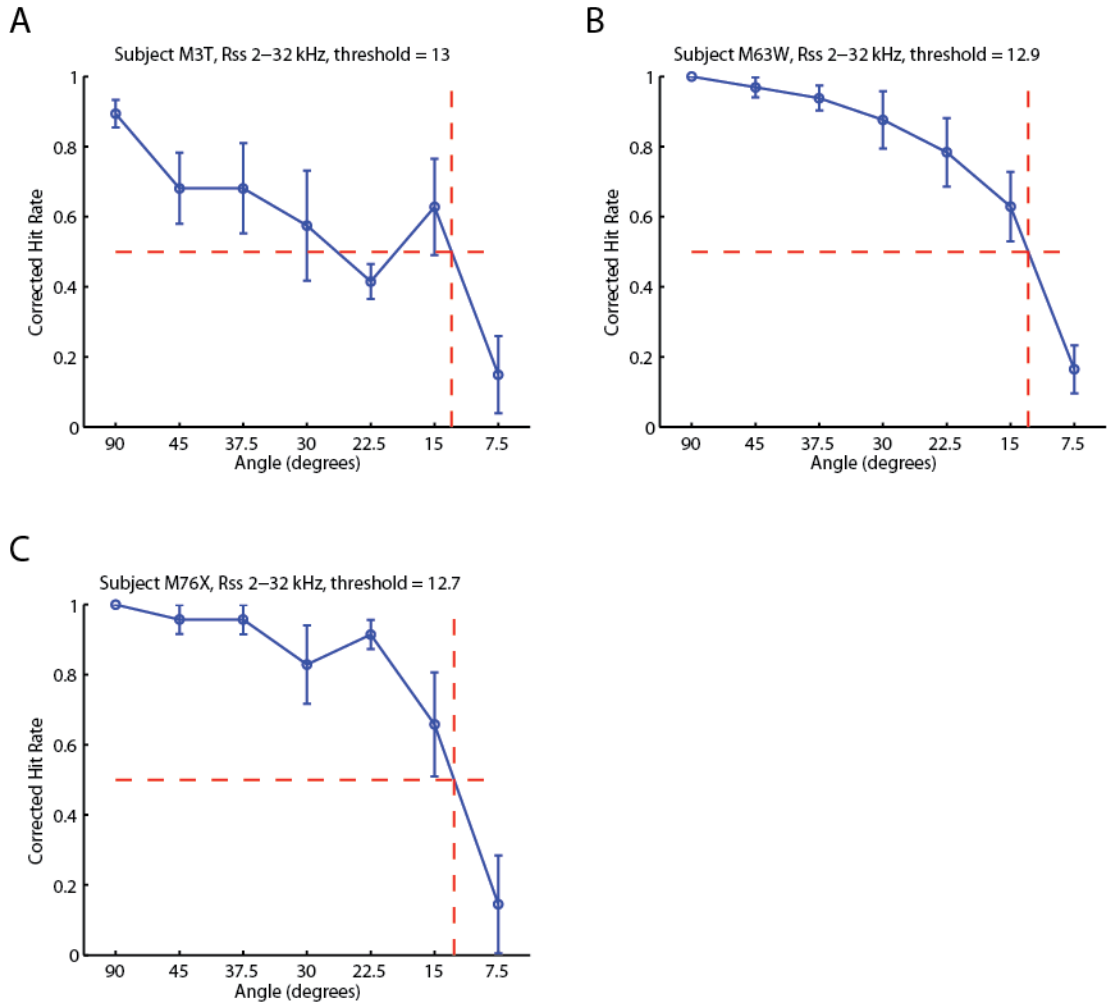 A
Subject M3T, Rss 2–32 kHz, threshold = 13
1
0.8
0.6
0.4
0.2
0
Corrected Hit Rate
90 45 37.5 30 22.5 15 7.5
Angle (degrees)
B
Subject M63W, Rss 2–32 kHz, threshold = 12.9
1
0.8
0.6
0.4
0.2
0
Corrected Hit Rate
90 45 37.5 30 22.5 15 7.5
Angle (degrees)
C
Subject M76X, Rss 2–32 kHz, threshold = 12.7
1
0.8
0.6
0.4
0.2
0
Corrected Hit Rate
90 45 37.5 30 22.5 15 7.5
Angle (degrees)